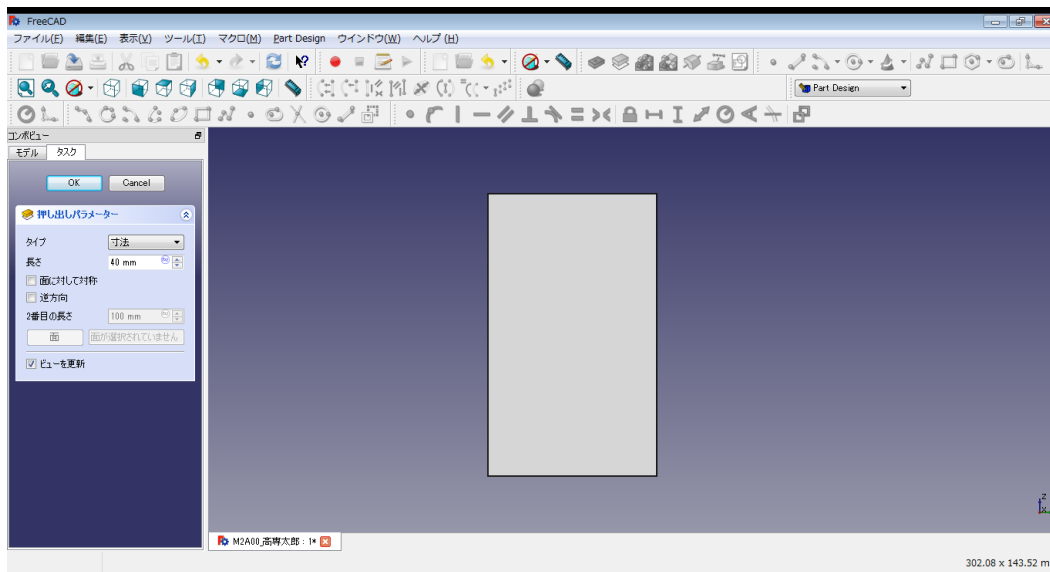 FreeCAD
ファイル(F) 編集(E) 表示(V) ツール(T) マクロ(M) Part Design ウインドウ(W) ヘルプ(H)
Part Design
コンボビュー
モデル タスク
OK Cancel
押し出しパラメーター
タイプ 寸法
長さ 40 mm
面に対して対称
逆方向
2番目の長さ 100 mm
面 面が選択されていません
ビューを更新
z
x
M2A00_高専太郎 : 1*
302.08 x 143.52 m